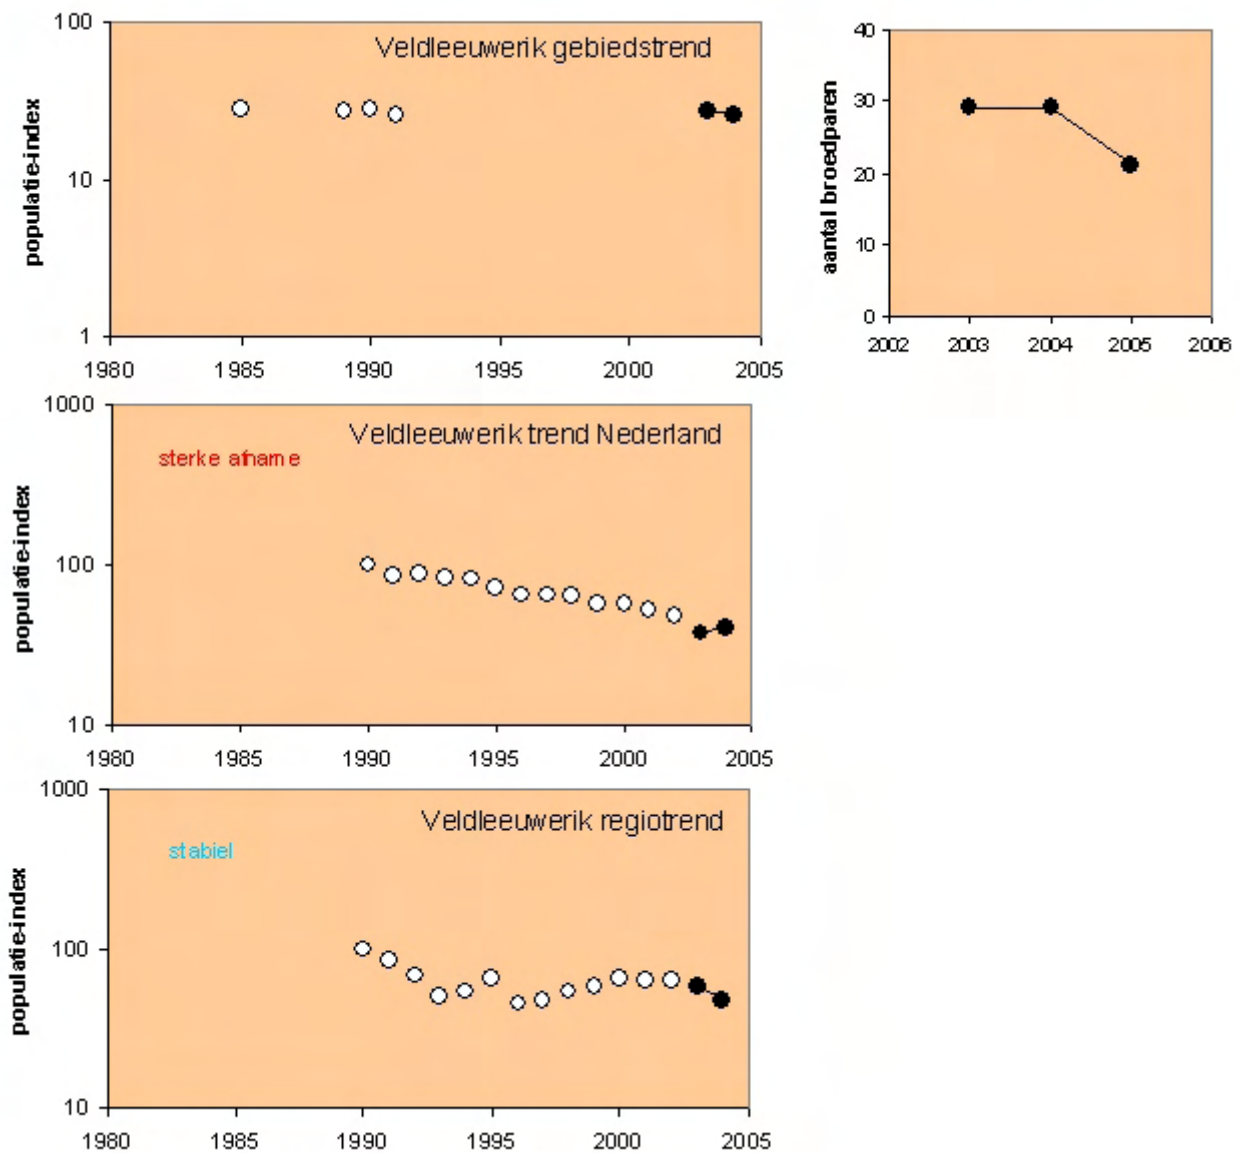 Veldleeuwerik gebiedstrend
populatie-index
100
10
1
1980 1985 1990 1995 2000 2005
aantal broedparen
40
30
20
10
0
2002 2003 2004 2005 2006
Veldleeuwerik trend Nederland
sterke afname
populatie-index
1000
100
10
1980 1985 1990 1995 2000 2005
Veldleeuwerik regiotrend
stabiel
populatie-index
1000
100
10
1980 1985 1990 1995 2000 2005